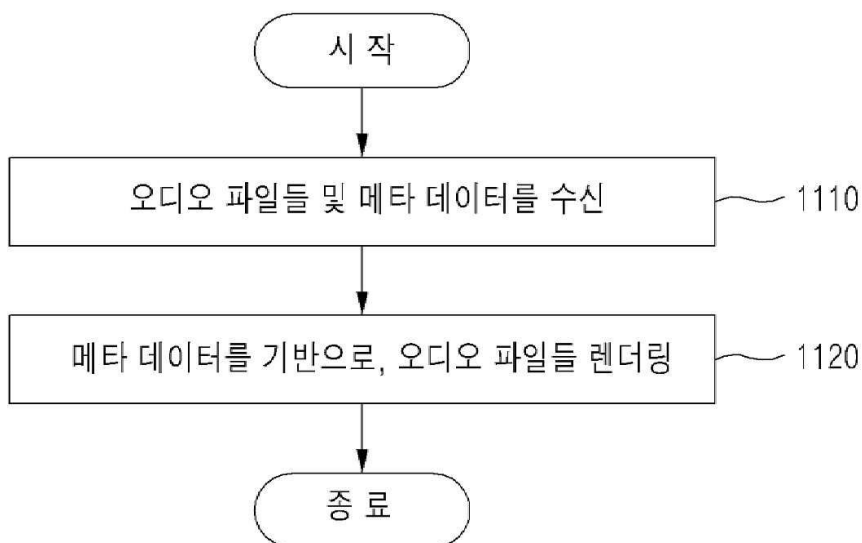 시 작
오디오 파일들 및 메타 데이터를 수신
1110
메타 데이터를 기반으로, 오디오 파일들 렌더링
1120
종 료